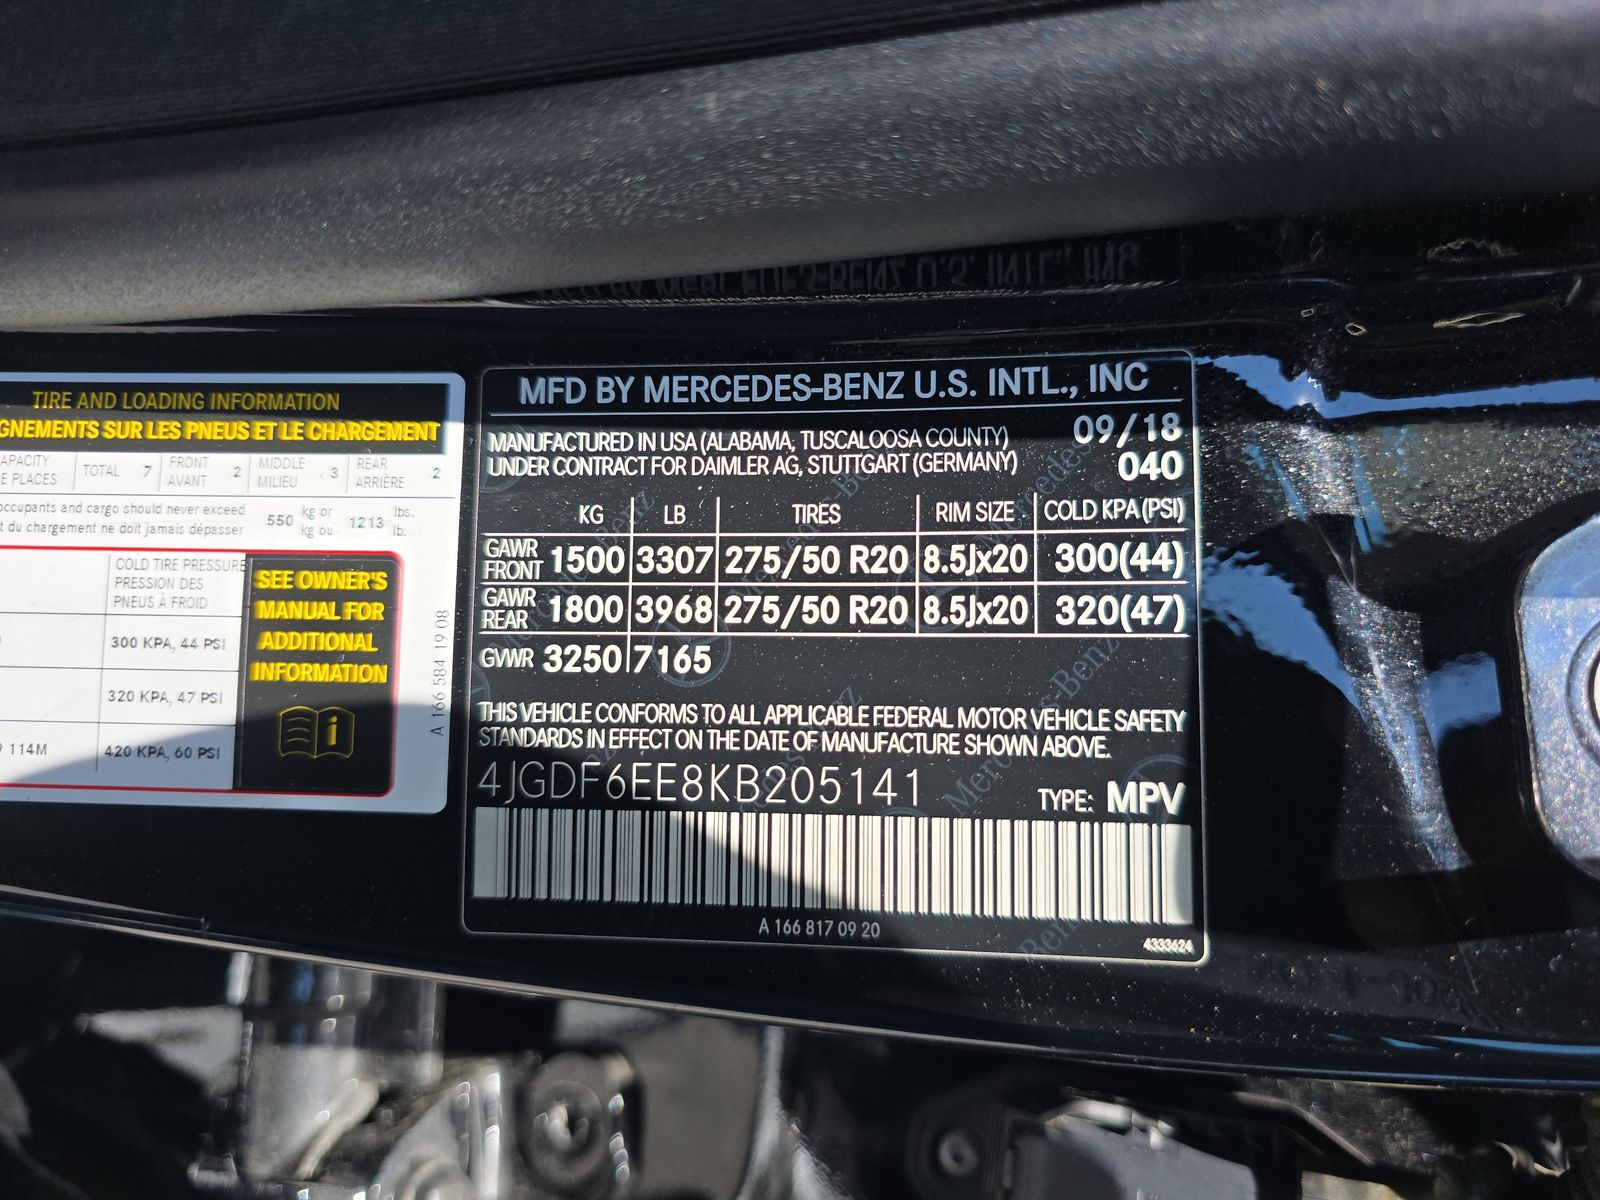 TIRE AND LOADING INFORMATION
GNEMENTS SUR LES PNEUS ET LE CHARGEMENT
APACITY TOTAL 7 FRONT 2 MIDDLE 3 REAR 2
E PLACES AVANT MILIEU ARRIÈRE
occupants and cargo should never exceed 550 kg or 1213 lbs.
t du chargement ne doit jamais dépasser kg ou lb.
COLD TIRE PRESSURE
PRESSION DES
PNEUS À FROID
300 KPA, 44 PSI
320 KPA, 47 PSI
114M 420 KPA, 60 PSI
SEE OWNER'S
MANUAL FOR
ADDITIONAL
INFORMATION
A 166 584 19 08
MFD BY MERCEDES-BENZ U.S. INTL., INC
MANUFACTURED IN USA (ALABAMA, TUSCALOOSA COUNTY) 09/18
UNDER CONTRACT FOR DAIMLER AG, STUTTGART (GERMANY) 040
KG LB TIRES RIM SIZE COLD KPA (PSI)
GAWR FRONT 1500 3307 275/50 R20 8.5Jx20 300(44)
GAWR REAR 1800 3968 275/50 R20 8.5Jx20 320(47)
GVWR 3250 7165
THIS VEHICLE CONFORMS TO ALL APPLICABLE FEDERAL MOTOR VEHICLE SAFETY
STANDARDS IN EFFECT ON THE DATE OF MANUFACTURE SHOWN ABOVE.
4JGDF6EE8KB205141 TYPE: MPV
A 166 817 09 20
4333624